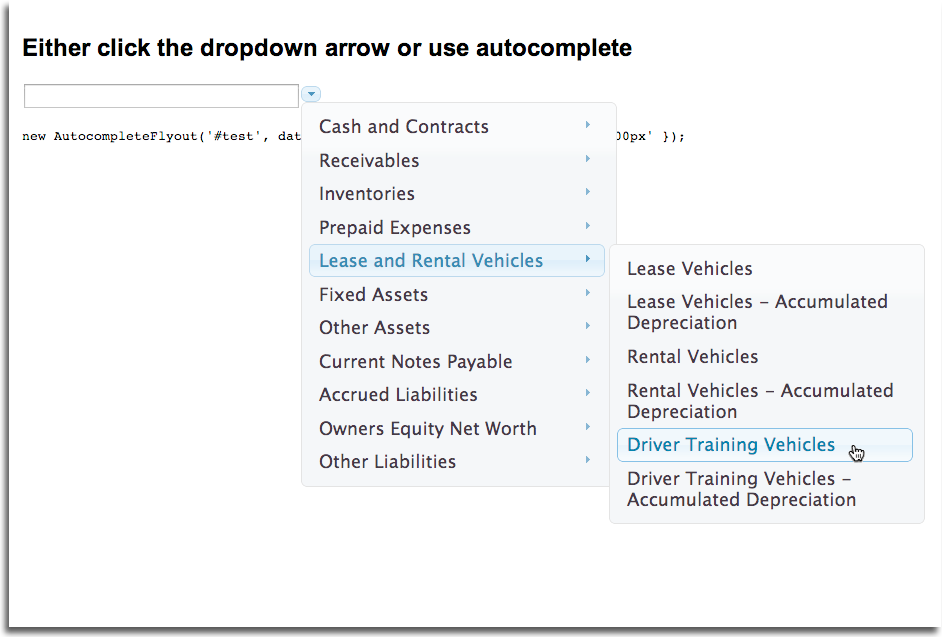 Either click the dropdown arrow or use autocomplete
new AutocompleteFlyout('#test', dat
00px' });
Cash and Contracts
Receivables
Inventories
Prepaid Expenses
Lease and Rental Vehicles
Fixed Assets
Other Assets
Current Notes Payable
Accrued Liabilities
Owners Equity Net Worth
Other Liabilities
Lease Vehicles
Lease Vehicles – Accumulated
Depreciation
Rental Vehicles
Rental Vehicles – Accumulated
Depreciation
Driver Training Vehicles
Driver Training Vehicles –
Accumulated Depreciation